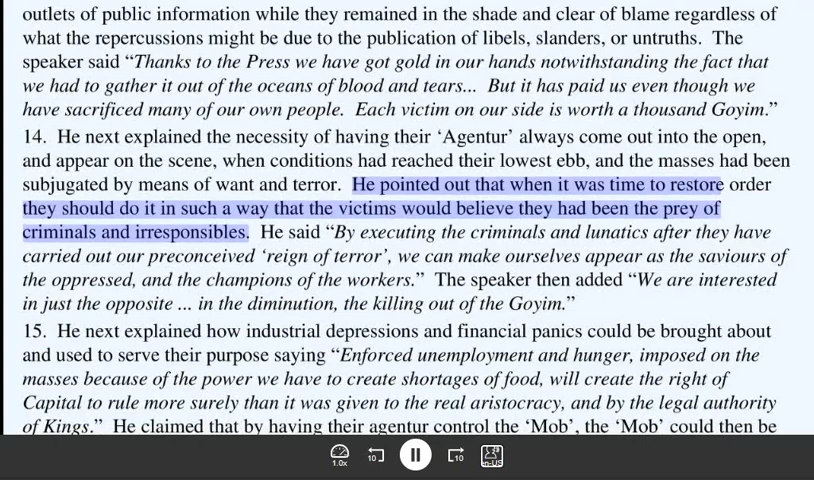 outlets of public information while they remained in the shade and clear of blame regardless of
what the repercussions might be due to the publication of libels, slanders, or untruths.  The
speaker said “Thanks to the Press we have got gold in our hands notwithstanding the fact that
we had to gather it out of the oceans of blood and tears...  But it has paid us even though we
have sacrificed many of our own people.  Each victim on our side is worth a thousand Goyim.”
14.  He next explained the necessity of having their ‘Agentur’ always come out into the open,
and appear on the scene, when conditions had reached their lowest ebb, and the masses had been
subjugated by means of want and terror.  He pointed out that when it was time to restore order
they should do it in such a way that the victims would believe they had been the prey of
criminals and irresponsibles.  He said “By executing the criminals and lunatics after they have
carried out our preconceived ‘reign of terror’, we can make ourselves appear as the saviours of
the oppressed, and the champions of the workers.”  The speaker then added “We are interested
in just the opposite ... in the diminution, the killing out of the Goyim.”
15.  He next explained how industrial depressions and financial panics could be brought about
and used to serve their purpose saying “Enforced unemployment and hunger, imposed on the
masses because of the power we have to create shortages of food, will create the right of
Capital to rule more surely than it was given to the real aristocracy, and by the legal authority
of Kings.”  He claimed that by having their agentur control the ‘Mob’, the ‘Mob’ could then be
1.0x 10 10 en-US